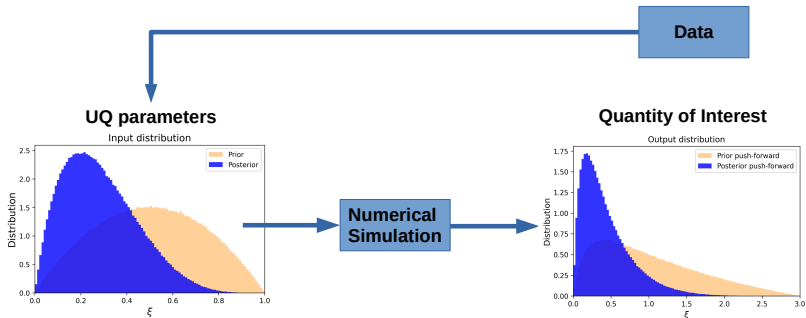 Data
UQ parameters
Input distribution
Prior
Posterior
2.5
2.0
1.5
1.0
0.5
0.0
Distribution
0.0 0.2 0.4 0.6 0.8 1.0
ξ
Numerical
Simulation
Quantity of Interest
Output distribution
Prior push-forward
Posterior push-forward
1.75
1.50
1.25
1.00
0.75
0.50
0.25
0.00
Distribution
0.0 0.5 1.0 1.5 2.0 2.5 3.0
ξ